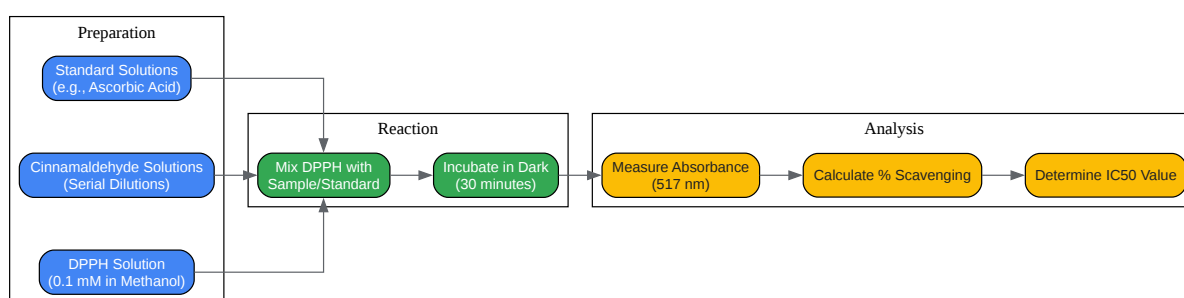 Preparation
Standard Solutions
(e.g., Ascorbic Acid)
Cinnamaldehyde Solutions
(Serial Dilutions)
DPPH Solution
(0.1 mM in Methanol)
Reaction
Mix DPPH with
Sample/Standard
Incubate in Dark
(30 minutes)
Analysis
Measure Absorbance
(517 nm)
Calculate % Scavenging
Determine IC50 Value